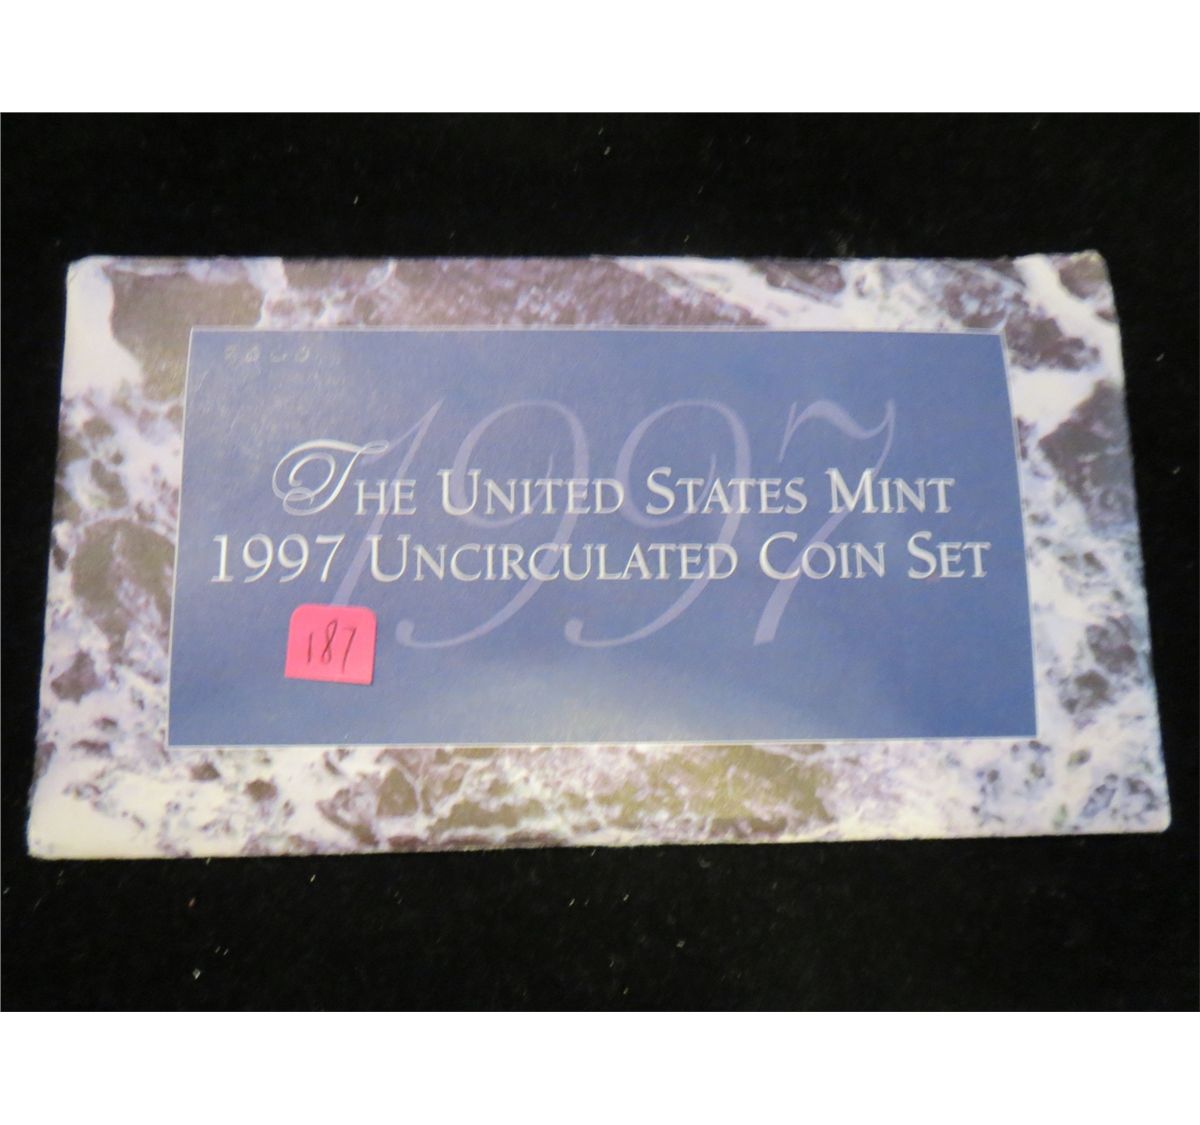 1997
The United States Mint
1997 Uncirculated Coin Set
187